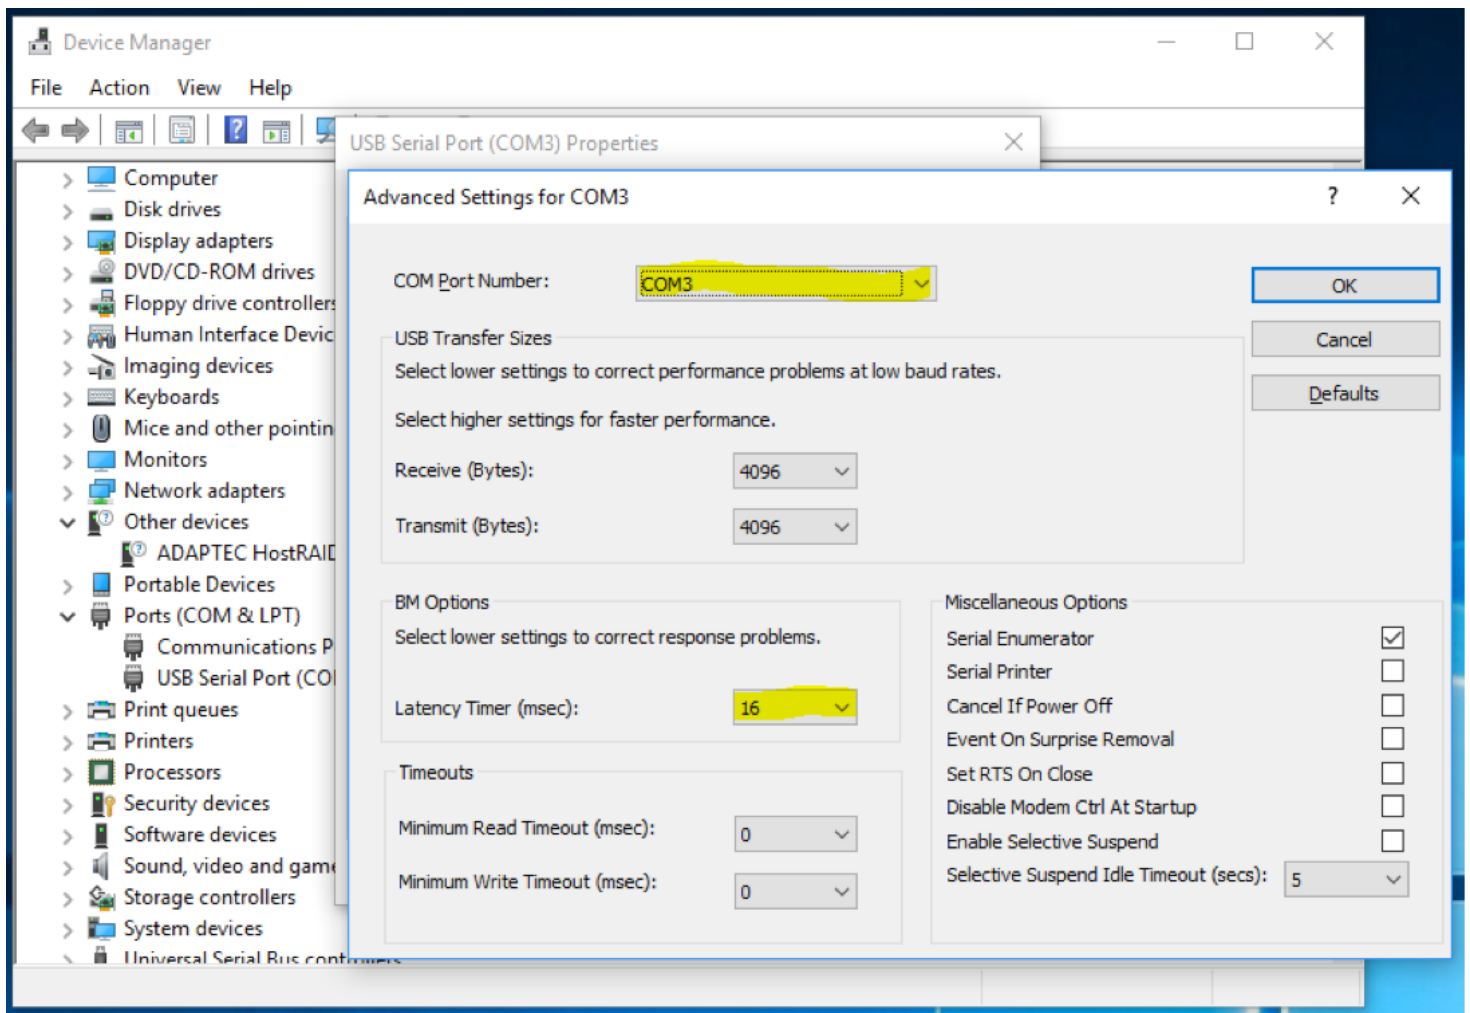 Device Manager
File Action View Help
USB Serial Port (COM3) Properties
Computer
Disk drives
Display adapters
DVD/CD-ROM drives
Floppy drive controllers
Human Interface Devic
Imaging devices
Keyboards
Mice and other pointin
Monitors
Network adapters
Other devices
ADAPTEC HostRAID
Portable Devices
Ports (COM & LPT)
Communications P
USB Serial Port (CO
Print queues
Printers
Processors
Security devices
Software devices
Sound, video and game
Storage controllers
System devices
Universal Serial Bus controllers
Advanced Settings for COM3
?
COM Port Number: COM3
OK
Cancel
Defaults
USB Transfer Sizes
Select lower settings to correct performance problems at low baud rates.
Select higher settings for faster performance.
Receive (Bytes): 4096
Transmit (Bytes): 4096
BM Options
Select lower settings to correct response problems.
Latency Timer (msec): 16
Timeouts
Minimum Read Timeout (msec): 0
Minimum Write Timeout (msec): 0
Miscellaneous Options
Serial Enumerator
Serial Printer
Cancel If Power Off
Event On Surprise Removal
Set RTS On Close
Disable Modem Ctrl At Startup
Enable Selective Suspend
Selective Suspend Idle Timeout (secs): 5